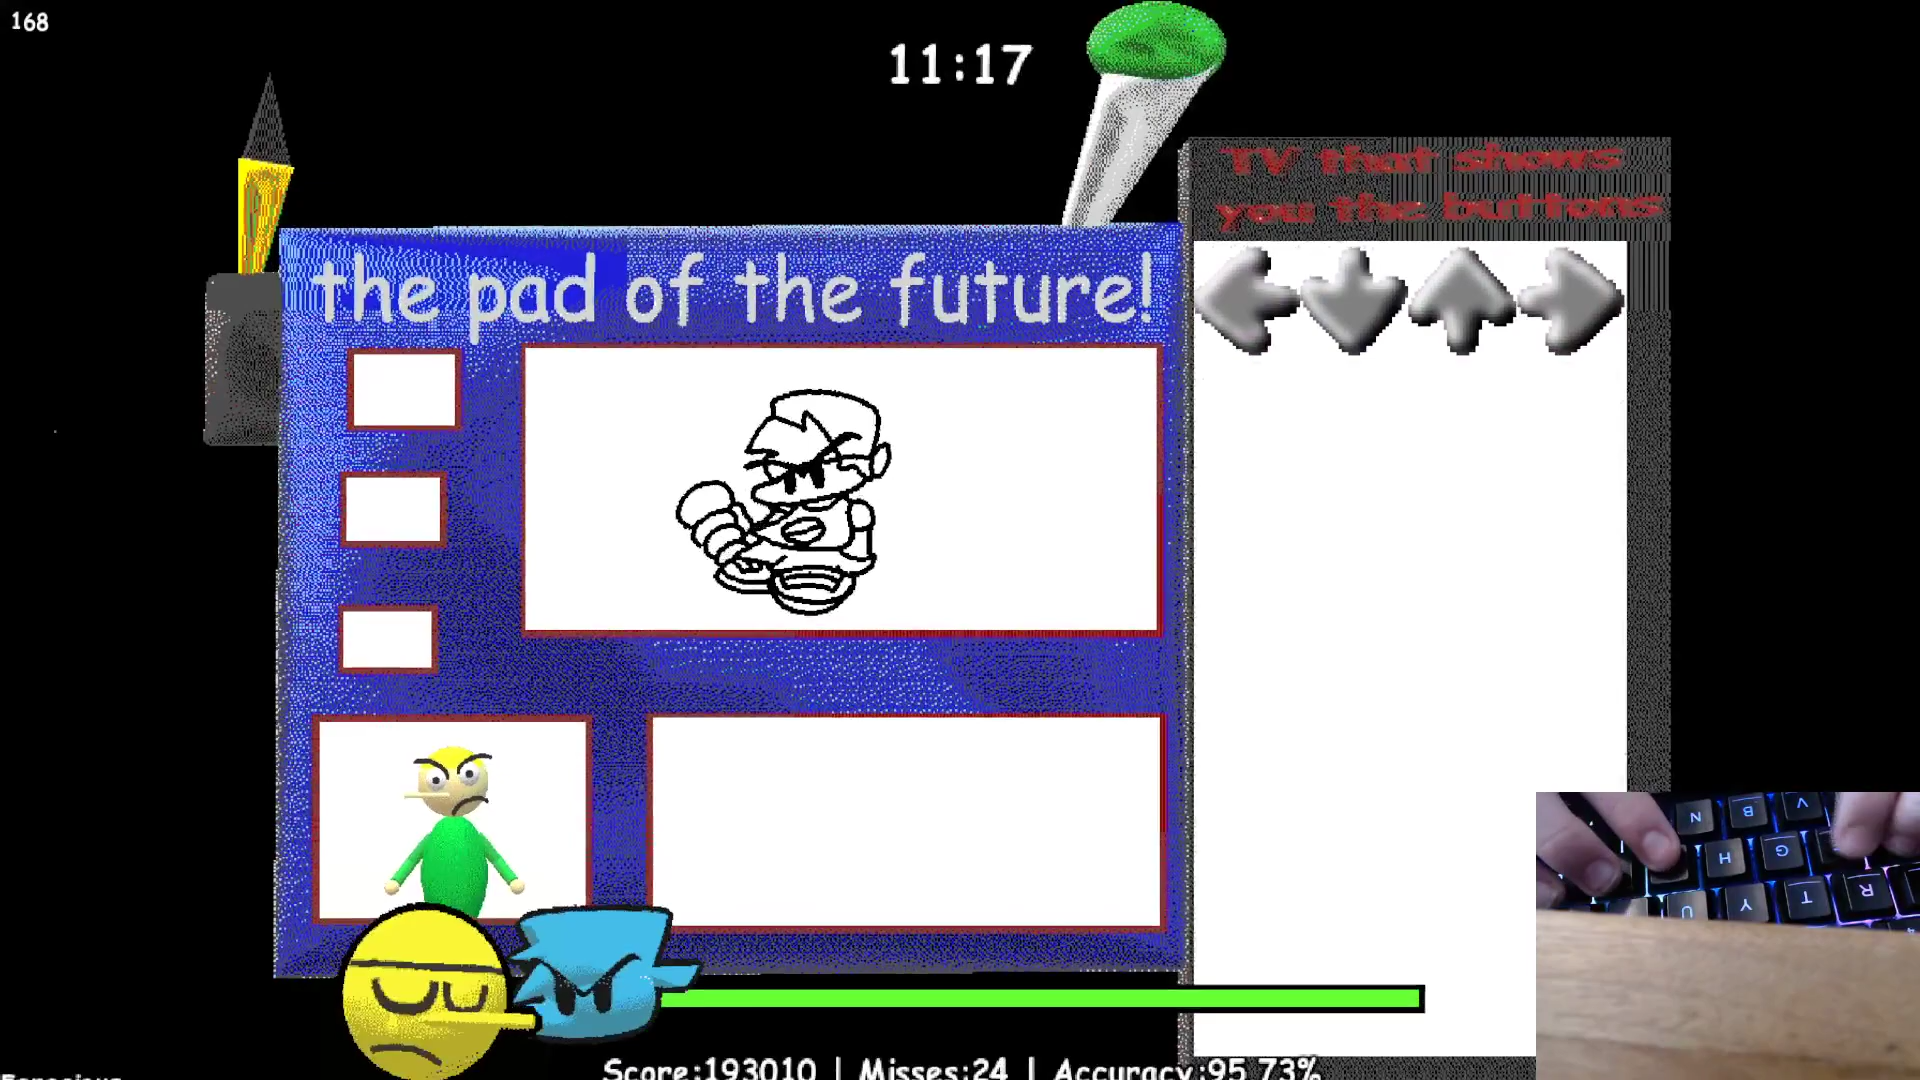 168
11:17
TV that shows
you the buttons
the pad of the future!
Score:193010 | Misses:24 | Accuracy:95.73%
Ferocious
N B V
H G
U Y T R